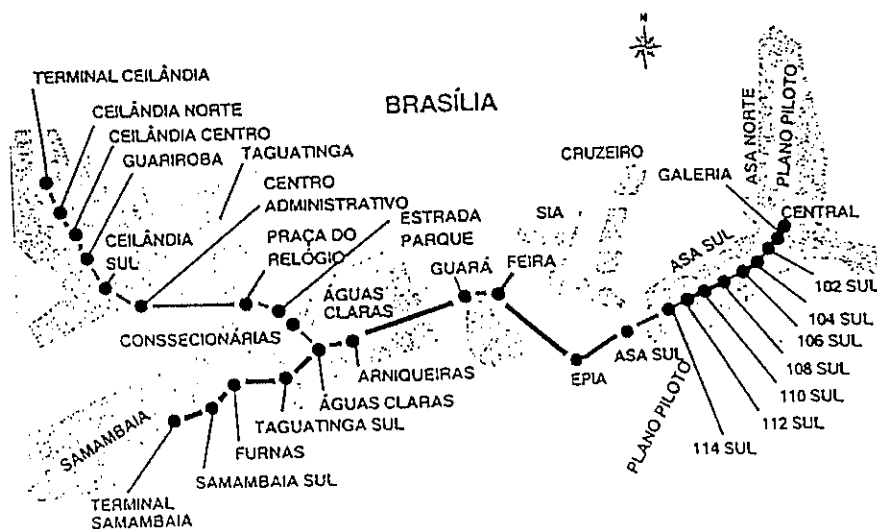 N
TERMINAL CEILÂNDIA
BRASÍLIA
CEILÂNDIA NORTE
CEILÂNDIA CENTRO
GUARIROBA
TAGUATINGA
CENTRO
ADMINISTRATIVO
ESTRADA
PARQUE
PRAÇA DO
RELÓGIO
CEILÂNDIA
SUL
CRUZEIRO
SIA
GALERIA
ASA NORTE
PLANO PILOTO
CENTRAL
ASA SUL
GUARÁ
FEIRA
ÁGUAS
CLARAS
CONSSECIONÁRIAS
ARNIQUEIRAS
ÁGUAS CLARAS
TAGUATINGA SUL
FURNAS
SAMAMBAIA SUL
SAMAMBAIA
TERMINAL
SAMAMBAIA
EPIA
ASA SUL
PLANO PILOTO
102 SUL
104 SUL
106 SUL
108 SUL
110 SUL
112 SUL
114 SUL